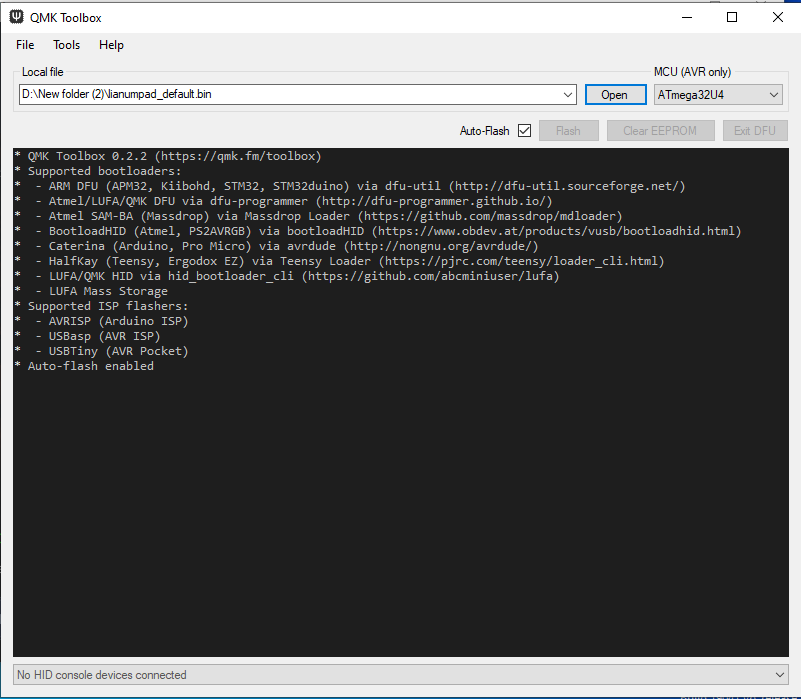 QMK Toolbox
File Tools Help
Local file MCU (AVR only)
D:\New folder (2)\lianumpad_default.bin Open ATmega32U4
Auto-Flash Flash Clear EEPROM Exit DFU
* QMK Toolbox 0.2.2 (https://qmk.fm/toolbox)
* Supported bootloaders:
*  - ARM DFU (APM32, Kiibohd, STM32, STM32duino) via dfu-util (http://dfu-util.sourceforge.net/)
*  - Atmel/LUFA/QMK DFU via dfu-programmer (http://dfu-programmer.github.io/)
*  - Atmel SAM-BA (Massdrop) via Massdrop Loader (https://github.com/massdrop/mdloader)
*  - BootloadHID (Atmel, PS2AVRGB) via bootloadHID (https://www.obdev.at/products/vusb/bootloadhid.html)
*  - Caterina (Arduino, Pro Micro) via avrdude (http://nongnu.org/avrdude/)
*  - HalfKay (Teensy, Ergodox EZ) via Teensy Loader (https://pjrc.com/teensy/loader_cli.html)
*  - LUFA/QMK HID via hid_bootloader_cli (https://github.com/abcminiuser/lufa)
*  - LUFA Mass Storage
* Supported ISP flashers:
*  - AVRISP (Arduino ISP)
*  - USBasp (AVR ISP)
*  - USBTiny (AVR Pocket)
* Auto-flash enabled
No HID console devices connected